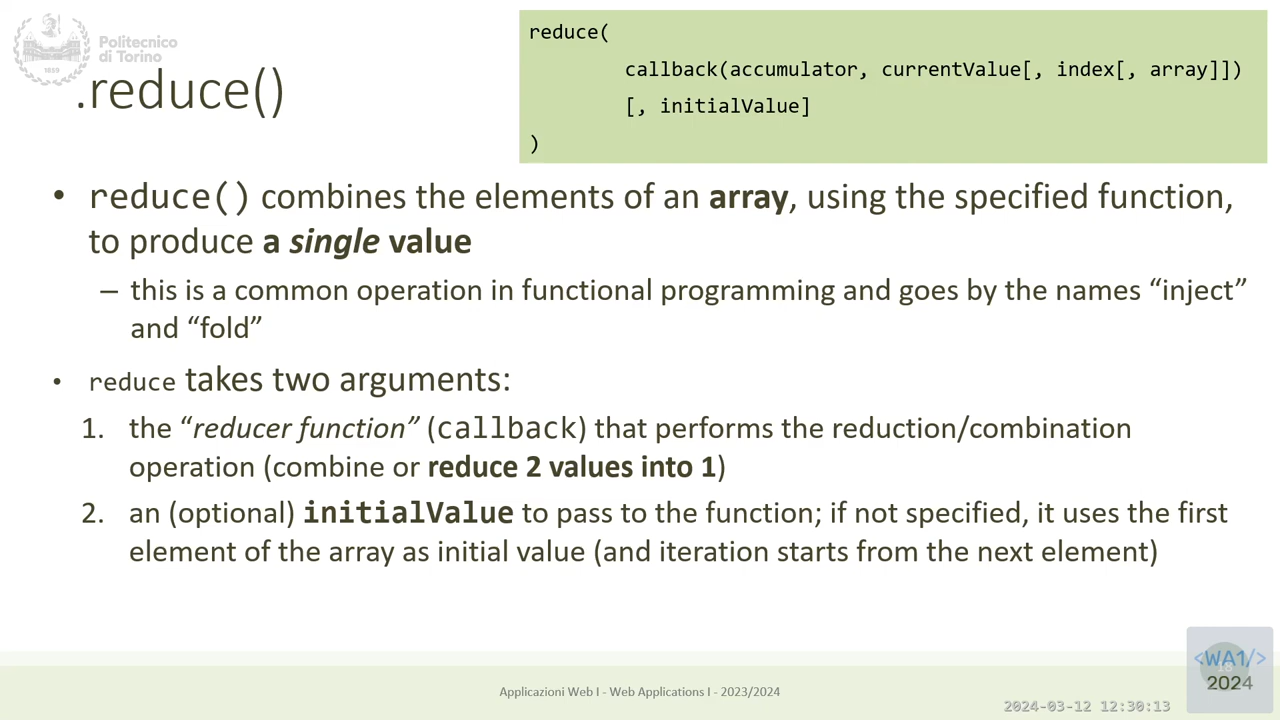 Politecnico
di Torino
1859
.reduce()
reduce(
callback(accumulator, currentValue[, index[, array]])
[, initialValue]
)
• reduce() combines the elements of an array, using the specified function,
to produce a single value
– this is a common operation in functional programming and goes by the names “inject”
and “fold”
• reduce takes two arguments:
1. the “reducer function” (callback) that performs the reduction/combination
operation (combine or reduce 2 values into 1)
2. an (optional) initialValue to pass to the function; if not specified, it uses the first
element of the array as initial value (and iteration starts from the next element)
Applicazioni Web I - Web Applications I - 2023/2024
<WA1/>
2024
2024-03-12 12:30:13